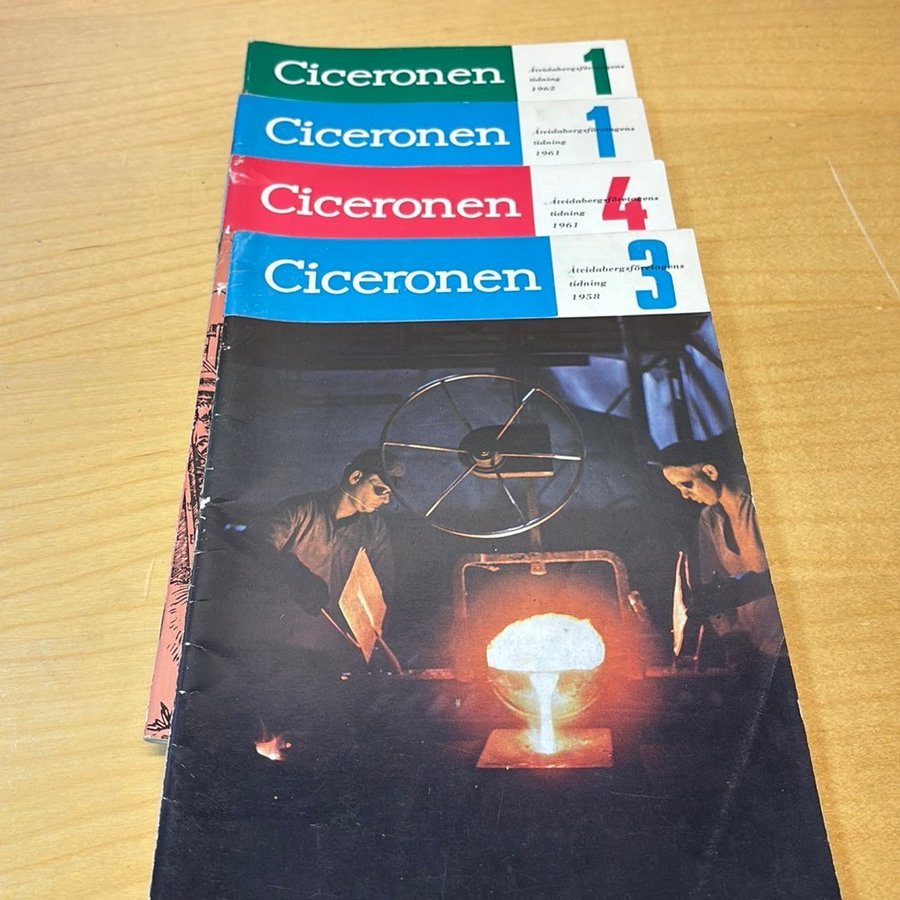 Ciceronen
Åtvidabergsföretagens
tidning
1962
1
Ciceronen
Åtvidabergsföretagens
tidning
1961
1
Ciceronen
Åtvidabergsföretagens
tidning
1961
4
Ciceronen
Åtvidabergsföretagens
tidning
1958
3